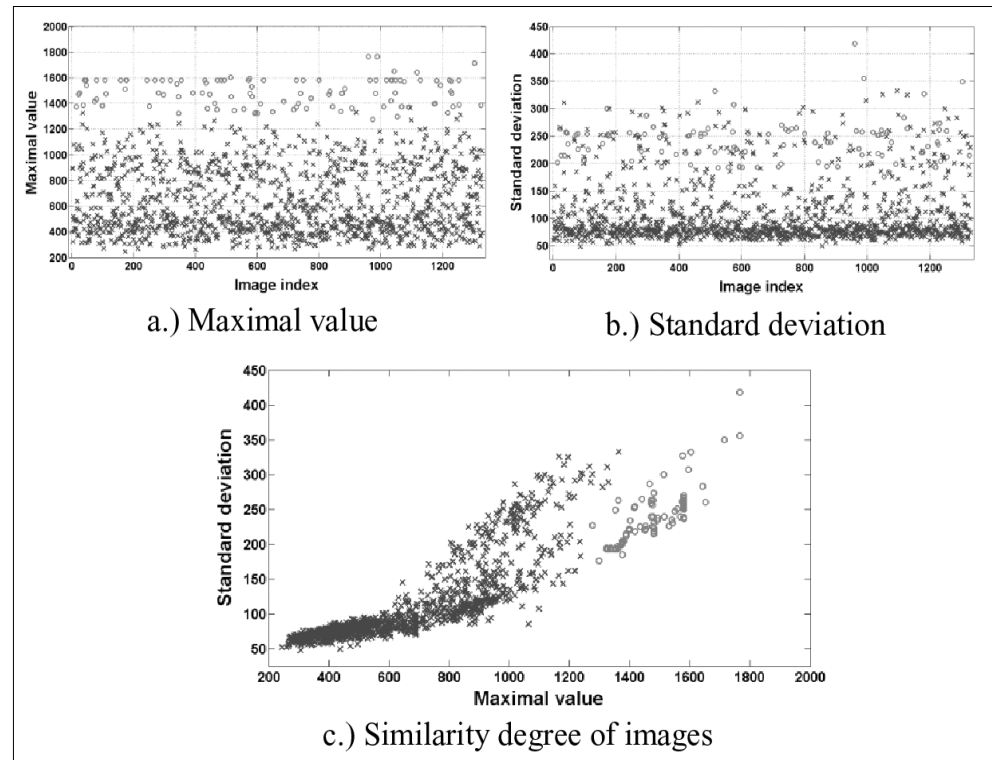 2000
1800
1600
1400
1200
1000
800
600
400
200
0 200 400 600 800 1000 1200
Maximal value
Image index
a.) Maximal value
450
400
350
300
250
200
150
100
50
0 200 400 600 800 1000 1200
Standard deviation
Image index
b.) Standard deviation
450
400
350
300
250
200
150
100
50
200 400 600 800 1000 1200 1400 1600 1800 2000
Standard deviation
Maximal value
c.) Similarity degree of images